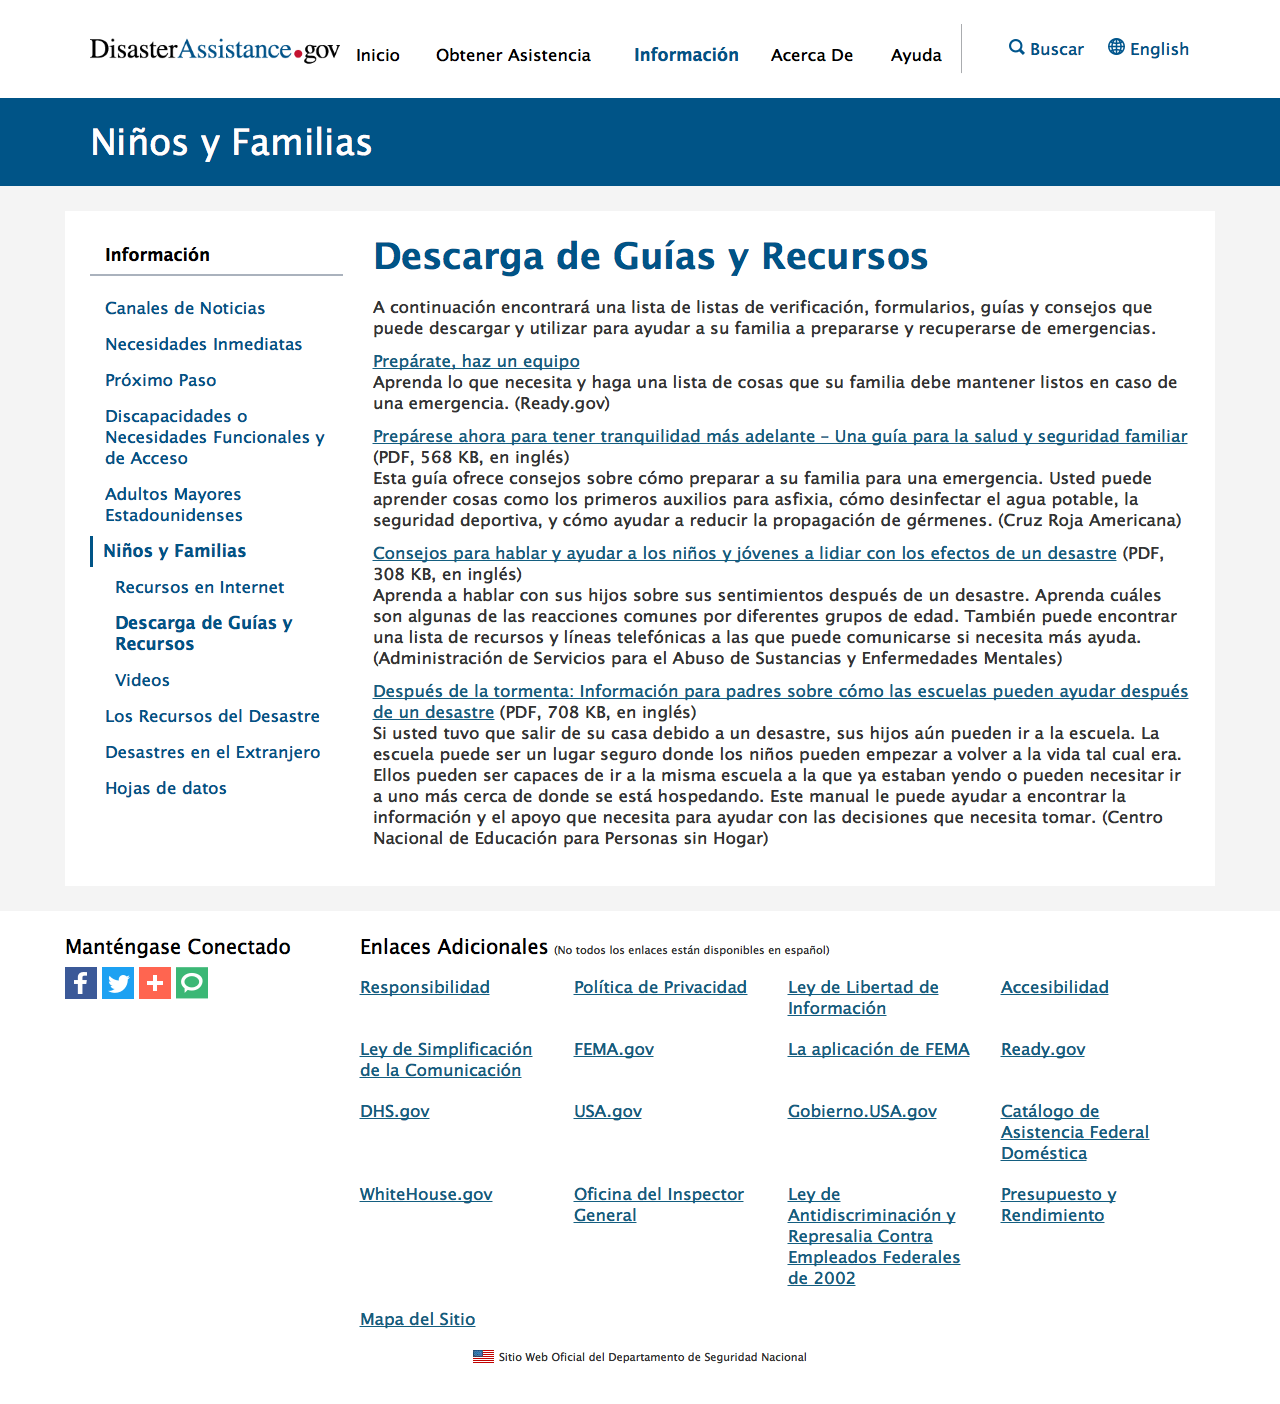 DisasterAssistance.gov
Inicio
Obtener Asistencia
Información
Acerca De
Ayuda
Buscar
English
Niños y Familias
Información
Canales de Noticias
Necesidades Inmediatas
Próximo Paso
Discapacidades o
Necesidades Funcionales y
de Acceso
Adultos Mayores
Estadounidenses
Niños y Familias
Recursos en Internet
Descarga de Guías y
Recursos
Videos
Los Recursos del Desastre
Desastres en el Extranjero
Hojas de datos
Descarga de Guías y Recursos
A continuación encontrará una lista de listas de verificación, formularios, guías y consejos que
puede descargar y utilizar para ayudar a su familia a prepararse y recuperarse de emergencias.
Prepárate, haz un equipo
Aprenda lo que necesita y haga una lista de cosas que su familia debe mantener listos en caso de
una emergencia. (Ready.gov)
Prepárese ahora para tener tranquilidad más adelante – Una guía para la salud y seguridad familiar
(PDF, 568 KB, en inglés)
Esta guía ofrece consejos sobre cómo preparar a su familia para una emergencia. Usted puede
aprender cosas como los primeros auxilios para asfixia, cómo desinfectar el agua potable, la
seguridad deportiva, y cómo ayudar a reducir la propagación de gérmenes. (Cruz Roja Americana)
Consejos para hablar y ayudar a los niños y jóvenes a lidiar con los efectos de un desastre (PDF,
308 KB, en inglés)
Aprenda a hablar con sus hijos sobre sus sentimientos después de un desastre. Aprenda cuáles
son algunas de las reacciones comunes por diferentes grupos de edad. También puede encontrar
una lista de recursos y líneas telefónicas a las que puede comunicarse si necesita más ayuda.
(Administración de Servicios para el Abuso de Sustancias y Enfermedades Mentales)
Después de la tormenta: Información para padres sobre cómo las escuelas pueden ayudar después
de un desastre (PDF, 708 KB, en inglés)
Si usted tuvo que salir de su casa debido a un desastre, sus hijos aún pueden ir a la escuela. La
escuela puede ser un lugar seguro donde los niños pueden empezar a volver a la vida tal cual era.
Ellos pueden ser capaces de ir a la misma escuela a la que ya estaban yendo o pueden necesitar ir
a uno más cerca de donde se está hospedando. Este manual le puede ayudar a encontrar la
información y el apoyo que necesita para ayudar con las decisiones que necesita tomar. (Centro
Nacional de Educación para Personas sin Hogar)
Manténgase Conectado
Enlaces Adicionales (No todos los enlaces están disponibles en español)
Responsibilidad
Política de Privacidad
Ley de Libertad de
Información
Accesibilidad
Ley de Simplificación
de la Comunicación
FEMA.gov
La aplicación de FEMA
Ready.gov
DHS.gov
USA.gov
Gobierno.USA.gov
Catálogo de
Asistencia Federal
Doméstica
WhiteHouse.gov
Oficina del Inspector
General
Ley de
Antidiscriminación y
Represalia Contra
Empleados Federales
de 2002
Presupuesto y
Rendimiento
Mapa del Sitio
Sitio Web Oficial del Departamento de Seguridad Nacional